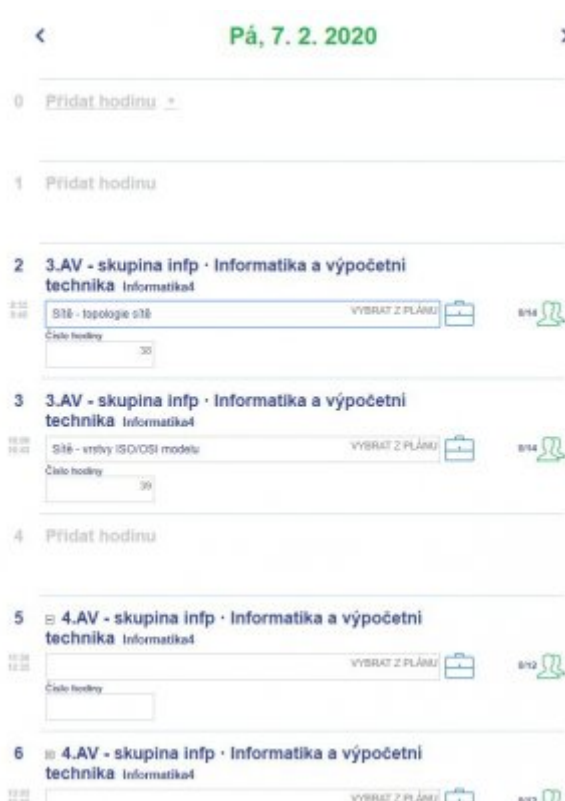 Pá, 7. 2. 2020
0 Přidat hodinu
1 Přidat hodinu
2 3.AV - skupina infp · Informatika a výpočetní
technika Informatika4
Sítě - topologie sítě VYBRAT Z PLÁNU
Číslo hodiny
38
3 3.AV - skupina infp · Informatika a výpočetní
technika Informatika4
Sítě - vrstvy ISO/OSI modelu VYBRAT Z PLÁNU
Číslo hodiny
39
4 Přidat hodinu
5 4.AV - skupina infp · Informatika a výpočetní
technika Informatika4
VYBRAT Z PLÁNU
Číslo hodiny
6 4.AV - skupina infp · Informatika a výpočetní
technika Informatika4
VYBRAT Z PLÁNU